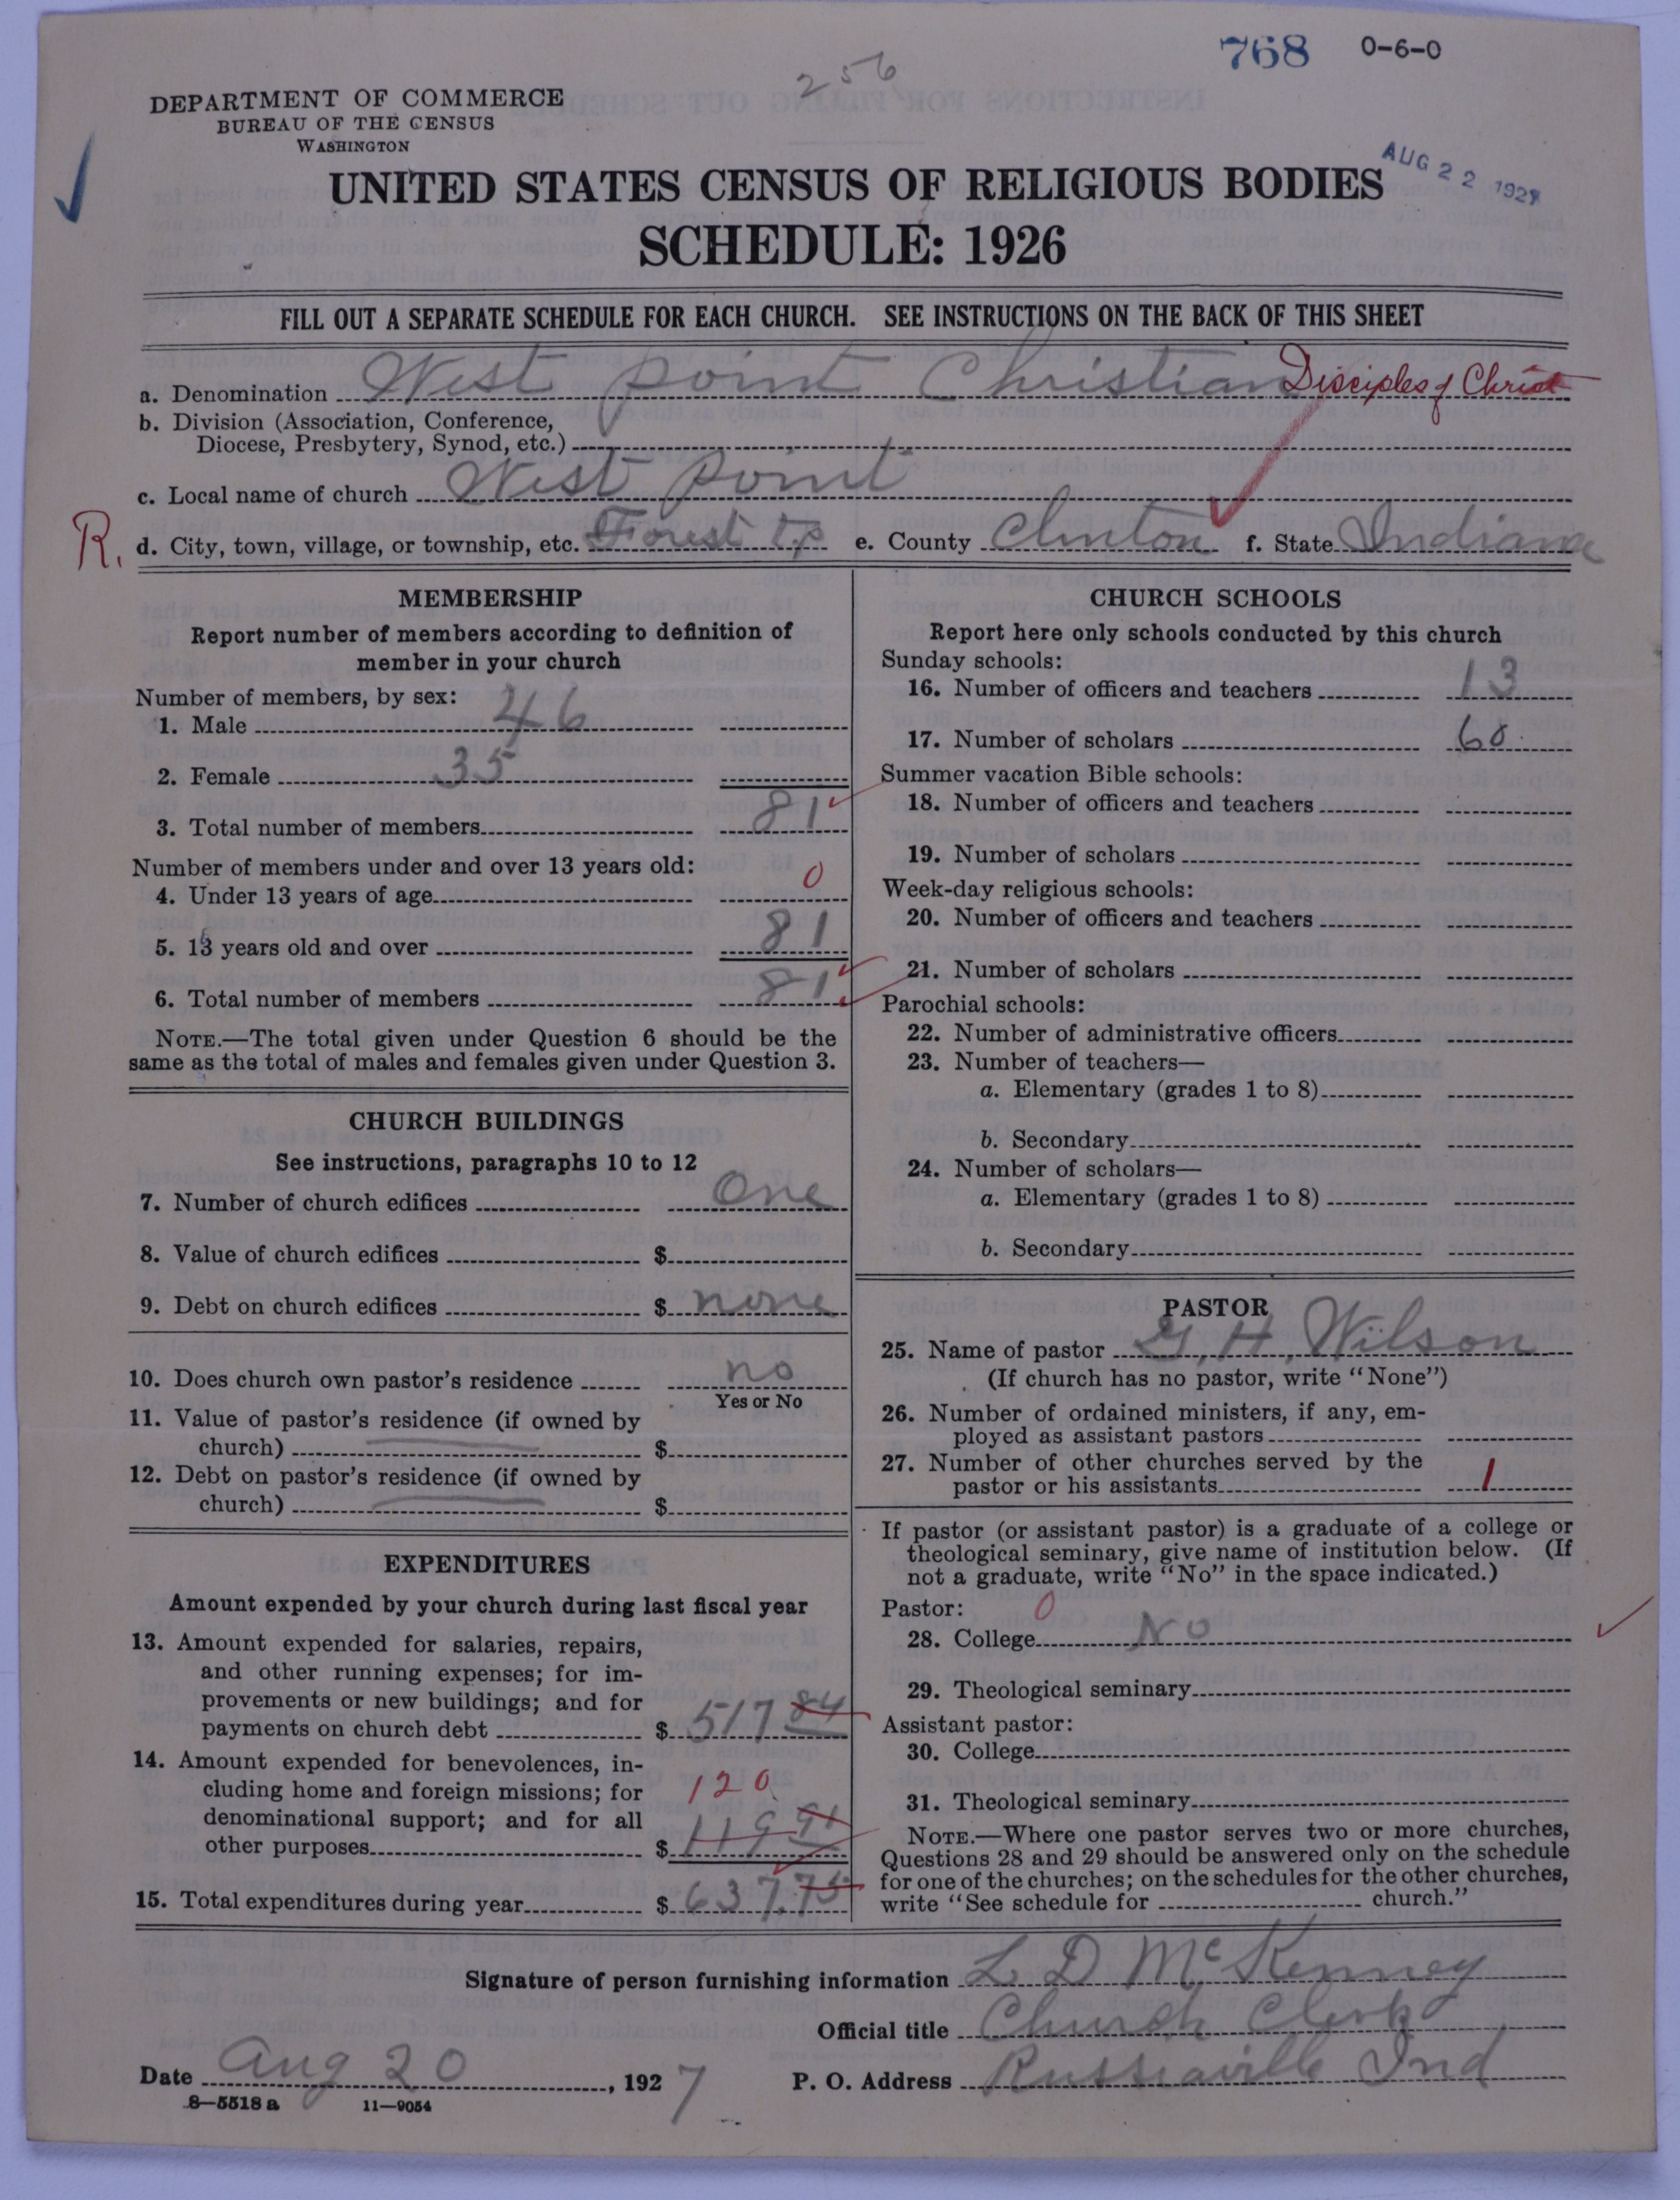 768 0-6-0
256
DEPARTMENT OF COMMERCE
BUREAU OF THE CENSUS
WASHINGTON
AUG 22 1927
UNITED STATES CENSUS OF RELIGIOUS BODIES
SCHEDULE: 1926
FILL OUT A SEPARATE SCHEDULE FOR EACH CHURCH. SEE INSTRUCTIONS ON THE BACK OF THIS SHEET
a. Denomination West point Christian Disciples of Christ
b. Division (Association, Conference,
Diocese, Presbytery, Synod, etc.)
c. Local name of church West point
R. d. City, town, village, or township, etc. Forest tp e. County Clinton f. State Indiana
MEMBERSHIP
Report number of members according to definition of
member in your church
Number of members, by sex:
1. Male 46
2. Female 35
3. Total number of members 81
Number of members under and over 13 years old:
4. Under 13 years of age 0
5. 13 years old and over 81
6. Total number of members 81
NOTE.—The total given under Question 6 should be the
same as the total of males and females given under Question 3.
CHURCH BUILDINGS
See instructions, paragraphs 10 to 12
7. Number of church edifices One
8. Value of church edifices $
9. Debt on church edifices $ none
10. Does church own pastor's residence no
Yes or No
11. Value of pastor's residence (if owned by
church) $
12. Debt on pastor's residence (if owned by
church) $
EXPENDITURES
Amount expended by your church during last fiscal year
13. Amount expended for salaries, repairs,
and other running expenses; for im-
provements or new buildings; and for
payments on church debt $ 517 84
14. Amount expended for benevolences, in-
cluding home and foreign missions; for 120
denominational support; and for all
other purposes $ 119 91
15. Total expenditures during year $ 637.75
CHURCH SCHOOLS
Report here only schools conducted by this church
Sunday schools:
16. Number of officers and teachers 13
17. Number of scholars 60
Summer vacation Bible schools:
18. Number of officers and teachers
19. Number of scholars
Week-day religious schools:
20. Number of officers and teachers
21. Number of scholars
Parochial schools:
22. Number of administrative officers
23. Number of teachers—
a. Elementary (grades 1 to 8)
b. Secondary
24. Number of scholars—
a. Elementary (grades 1 to 8)
b. Secondary
PASTOR
25. Name of pastor G. H. Wilson
(If church has no pastor, write "None")
26. Number of ordained ministers, if any, em-
ployed as assistant pastors
27. Number of other churches served by the
pastor or his assistants 1
If pastor (or assistant pastor) is a graduate of a college or
theological seminary, give name of institution below. (If
not a graduate, write "No" in the space indicated.)
Pastor: 0
28. College No
29. Theological seminary
Assistant pastor:
30. College
31. Theological seminary
NOTE.—Where one pastor serves two or more churches,
Questions 28 and 29 should be answered only on the schedule
for one of the churches; on the schedules for the other churches,
write "See schedule for church."
Signature of person furnishing information L D McKenney
Official title Church Clerk
Date Aug 20, 1927 P. O. Address Russiaville Ind
8—5518 a 11—9054